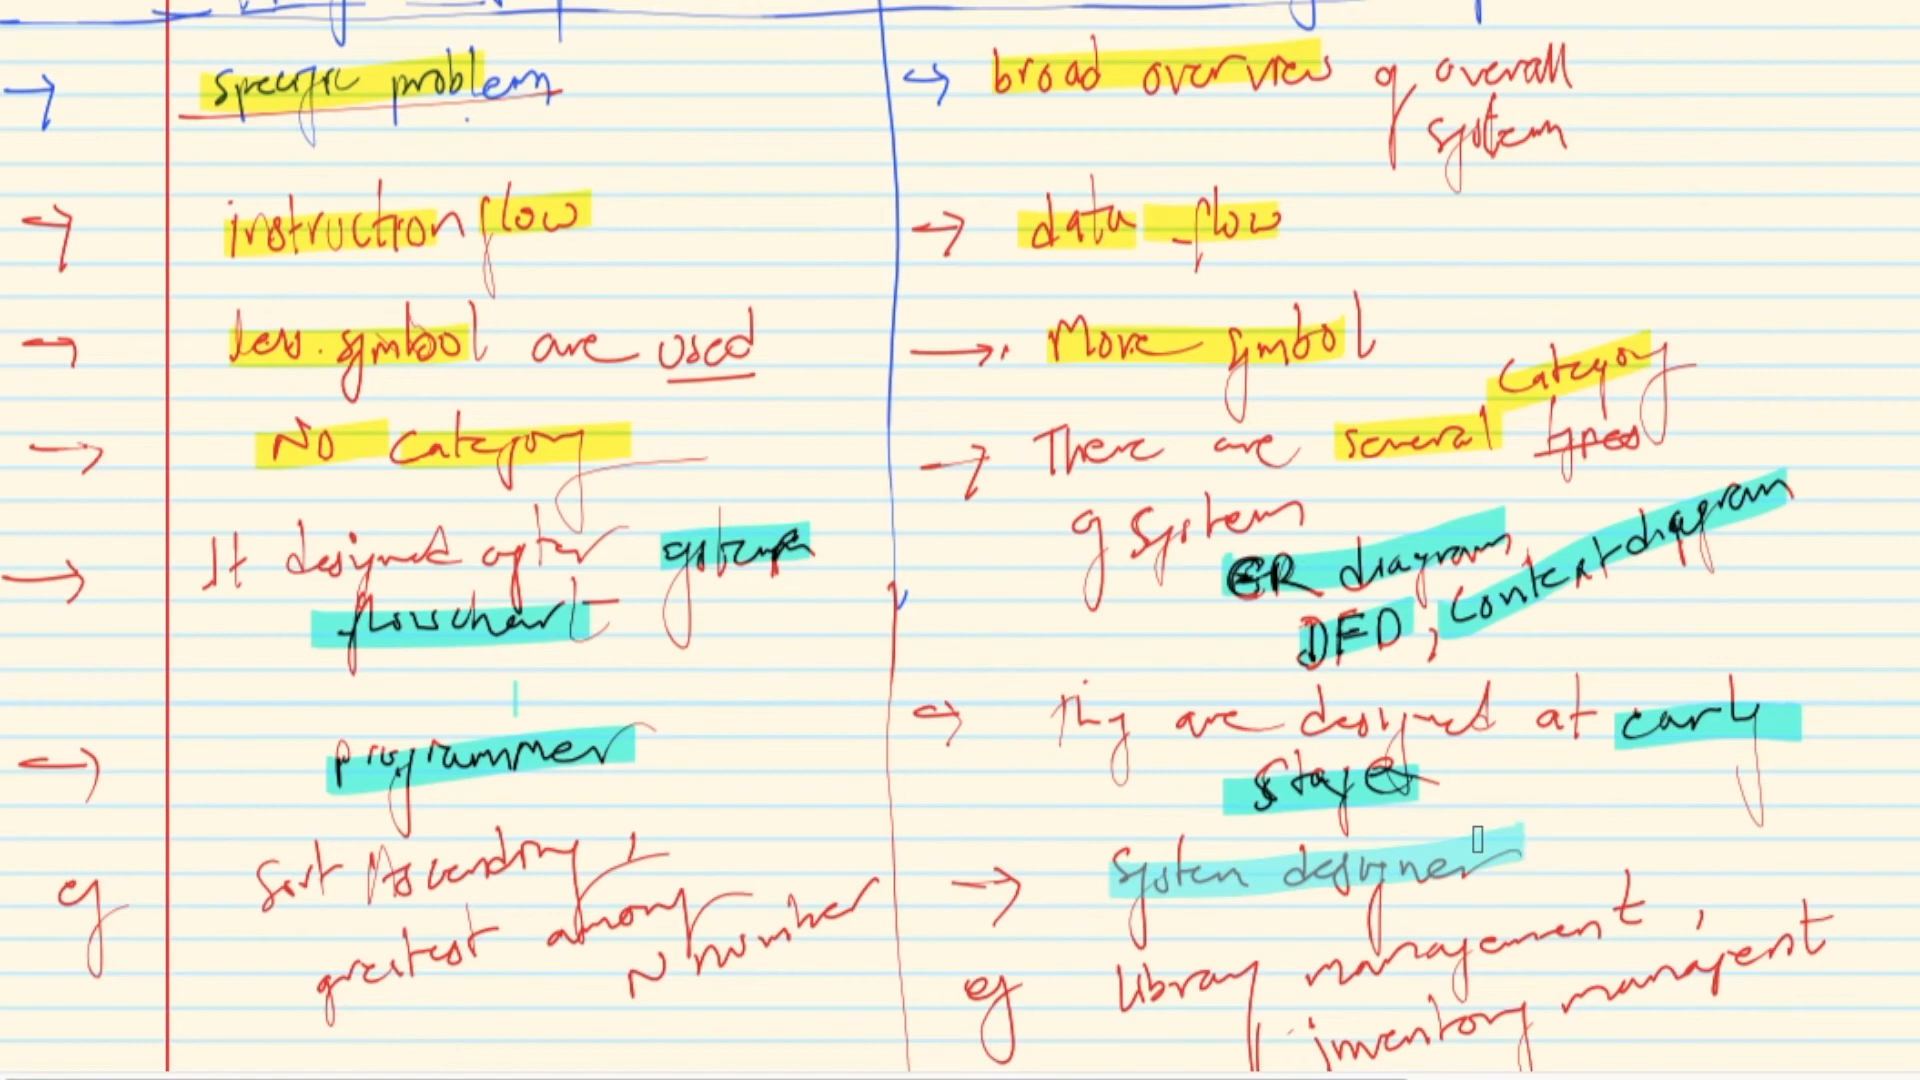 → specific problem
→ instruction flow
→ less symbol are used
→ No category
→ It designed after system
flowchart
→ programmer
eg sort Ascending,
greatest among
N number
→ broad overview of overall
system
→ data flow
→ More symbol
category
→ There are several types
of system
ER diagram,
DFD, Context diagram
→ They are designed at early
stage
→ System designer
eg library management,
inventory management